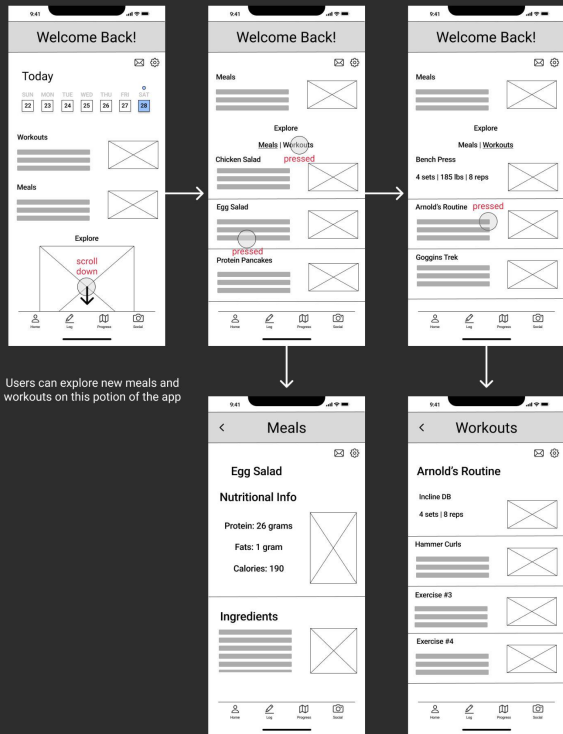 9:41
Welcome Back!
Today
SUN MON TUE WED THU FRI SAT
22 23 24 25 26 27 28
Workouts
Meals
Explore
scroll
down
Home Log Progress Social
9:41
Welcome Back!
Meals
Explore
Meals | Workouts
pressed
Chicken Salad
Egg Salad
pressed
Protein Pancakes
Home Log Progress Social
9:41
Welcome Back!
Meals
Explore
Meals | Workouts
Bench Press
4 sets | 185 lbs | 8 reps
Arnold's Routine pressed
Goggins Trek
Home Log Progress Social
Users can explore new meals and
workouts on this potion of the app
9:41
< Meals
Egg Salad
Nutritional Info
Protein: 26 grams
Fats: 1 gram
Calories: 190
Ingredients
Home Log Progress Social
9:41
< Workouts
Arnold's Routine
Incline DB
4 sets | 8 reps
Hammer Curls
Exercise #3
Exercise #4
Home Log Progress Social